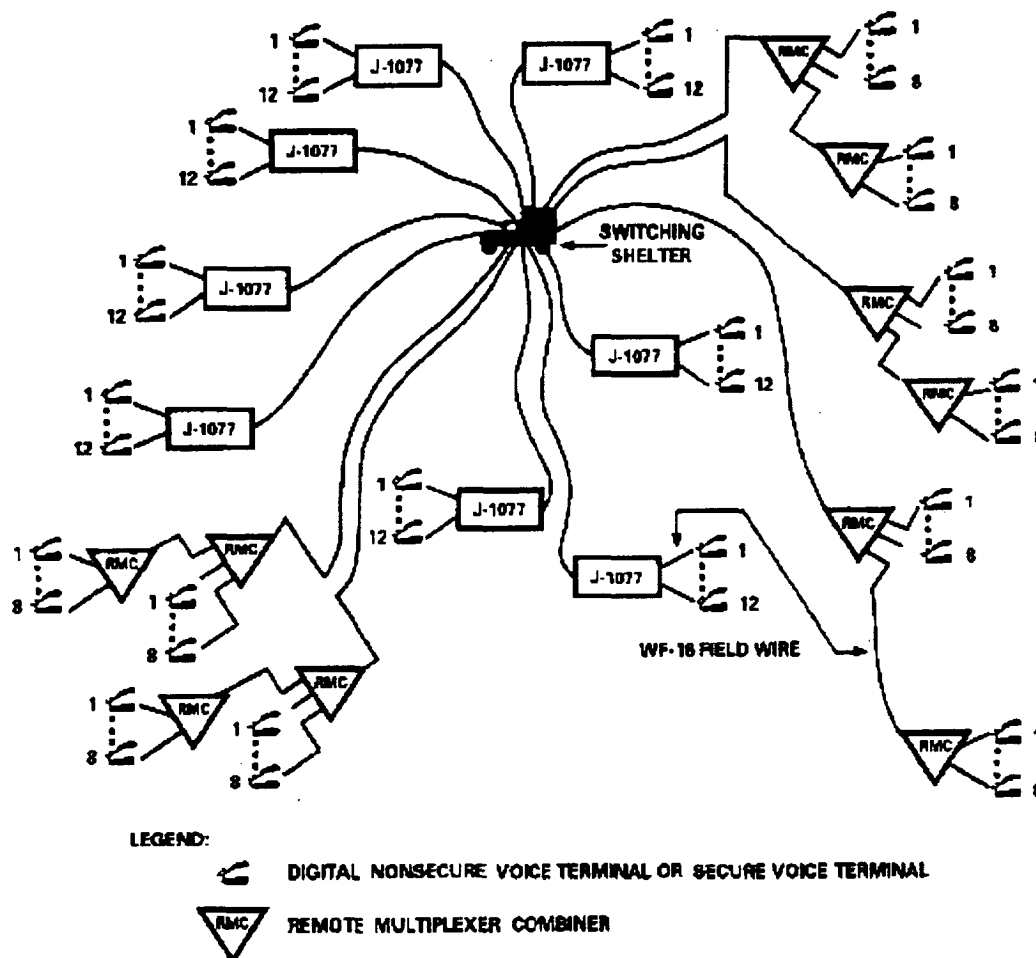 1
12
J-1077
J-1077
1
12
RMC
1
8
1
12
J-1077
RMC
1
8
SWITCHING
SHELTER
1
12
J-1077
RMC
1
8
J-1077
1
12
RMC
1
12
J-1077
1
12
J-1077
RMC
1
8
1
8
RMC
RMC
1
8
J-1077
1
12
WF-16 FIELD WIRE
1
8
RMC
RMC
1
8
RMC
LEGEND:
DIGITAL NONSECURE VOICE TERMINAL OR SECURE VOICE TERMINAL
RMC
REMOTE MULTIPLEXER COMBINER